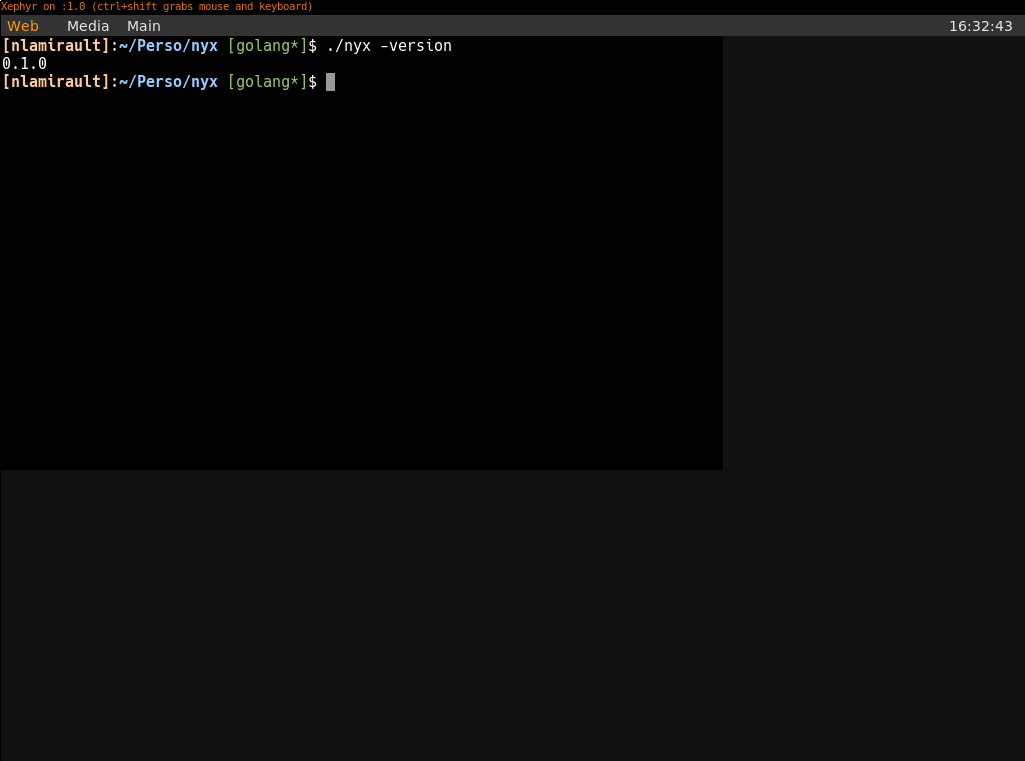 Xephyr on :1.0 (ctrl+shift grabs mouse and keyboard)
Web Media Main 16:32:43
[nlamirault]:~/Perso/nyx [golang*]$ ./nyx -version
0.1.0
[nlamirault]:~/Perso/nyx [golang*]$